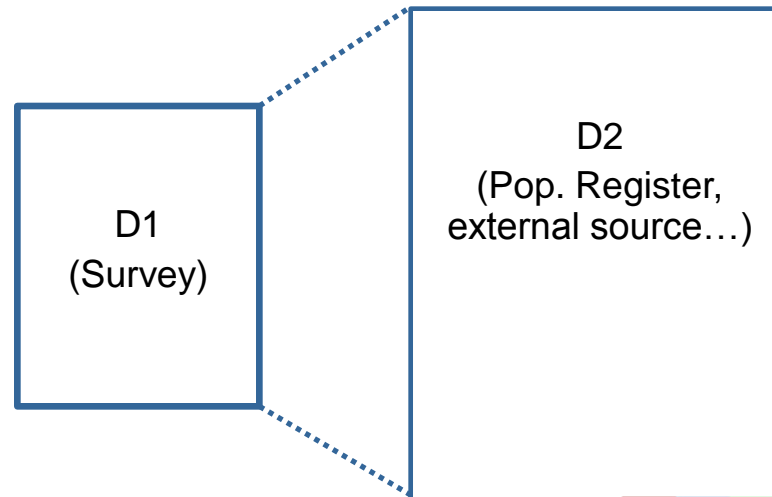 D1
(Survey)
D2
(Pop. Register,
external source…)